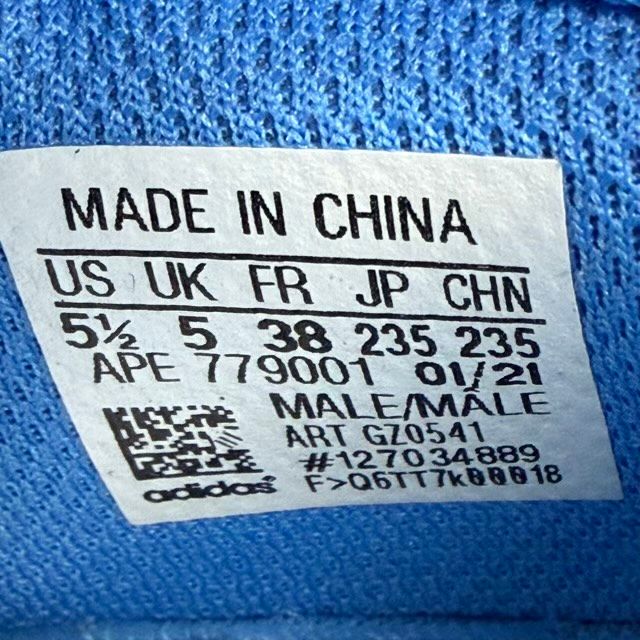 MADE IN CHINA
US UK FR JP CHN
5½ 5 38 235 235
APE 779001 01/21
MALE/MÂLE
ART GZ0541
#127034889
F>Q6TT7k00018
adidas